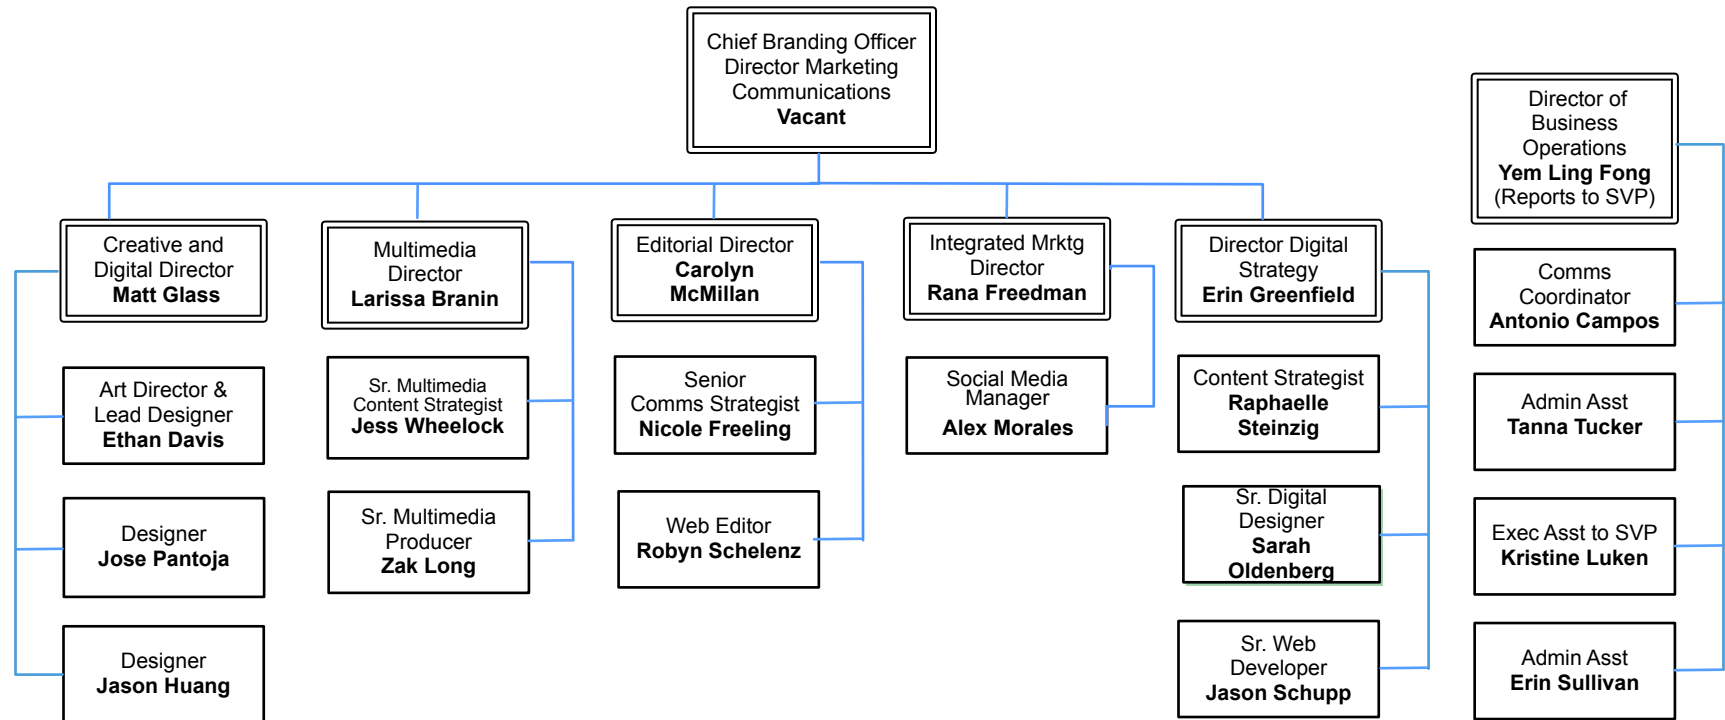 Chief Branding Officer
Director Marketing
Communications
Vacant
Creative and
Digital Director
Matt Glass
Art Director &
Lead Designer
Ethan Davis
Designer
Jose Pantoja
Designer
Jason Huang
Multimedia
Director
Larissa Branin
Sr. Multimedia
Content Strategist
Jess Wheelock
Sr. Multimedia
Producer
Zak Long
Editorial Director
Carolyn
McMillan
Senior
Comms Strategist
Nicole Freeling
Web Editor
Robyn Schelenz
Integrated Mrktg
Director
Rana Freedman
Social Media
Manager
Alex Morales
Director Digital
Strategy
Erin Greenfield
Content Strategist
Raphaelle
Steinzig
Sr. Digital
Designer
Sarah
Oldenberg
Sr. Web
Developer
Jason Schupp
Director of
Business
Operations
Yem Ling Fong
(Reports to SVP)
Comms
Coordinator
Antonio Campos
Admin Asst
Tanna Tucker
Exec Asst to SVP
Kristine Luken
Admin Asst
Erin Sullivan